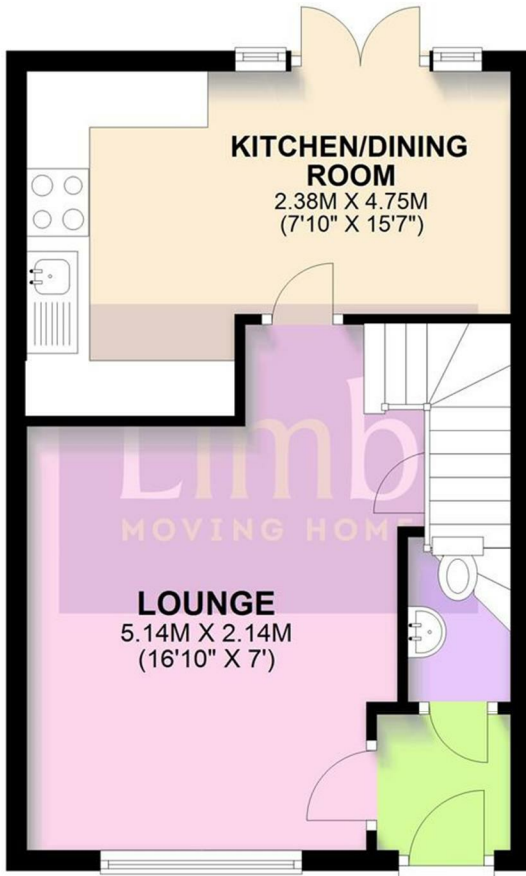 KITCHEN/DINING
ROOM
2.38M X 4.75M
(7'10" X 15'7")
Limb
MOVING HOME
LOUNGE
5.14M X 2.14M
(16'10" X 7')